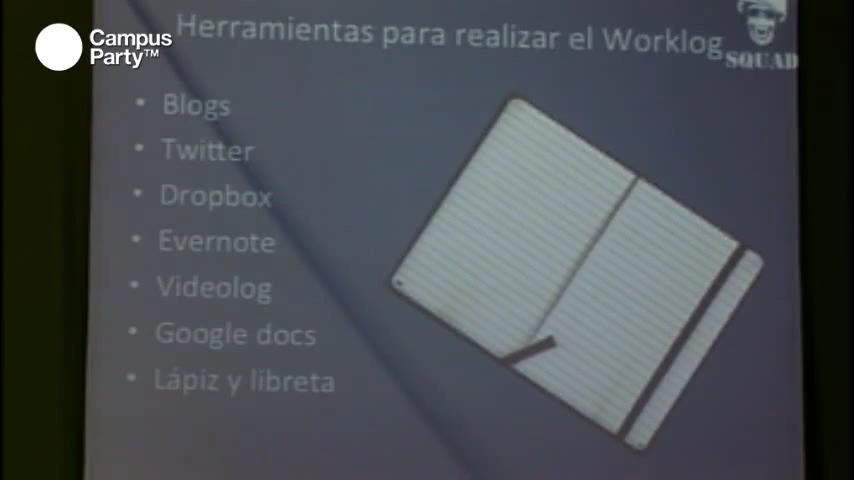 Campus
Party™
Herramientas para realizar el Worklog
SQUAD
• Blogs
• Twitter
• Dropbox
• Evernote
• Videolog
• Google docs
• Lápiz y libreta